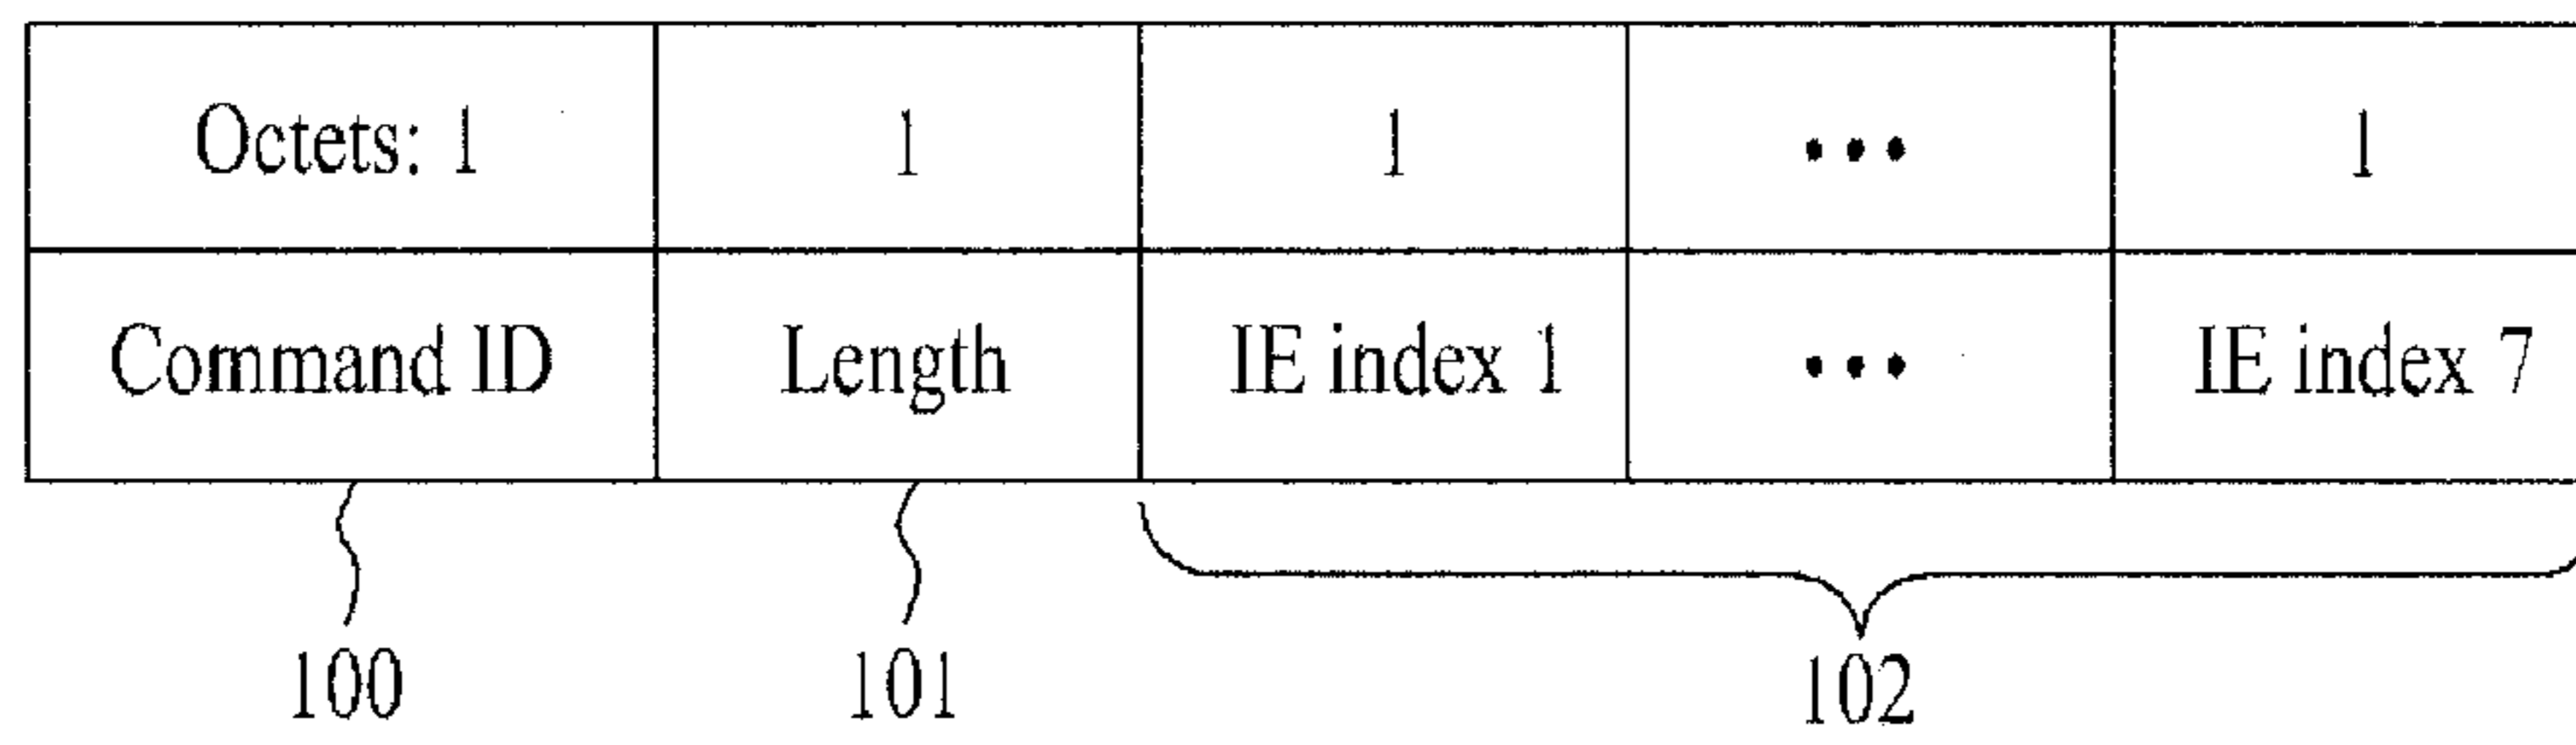 Octets: 1 1 1 ••• 1
Command ID Length IE index 1 ••• IE index 7
100 101 102